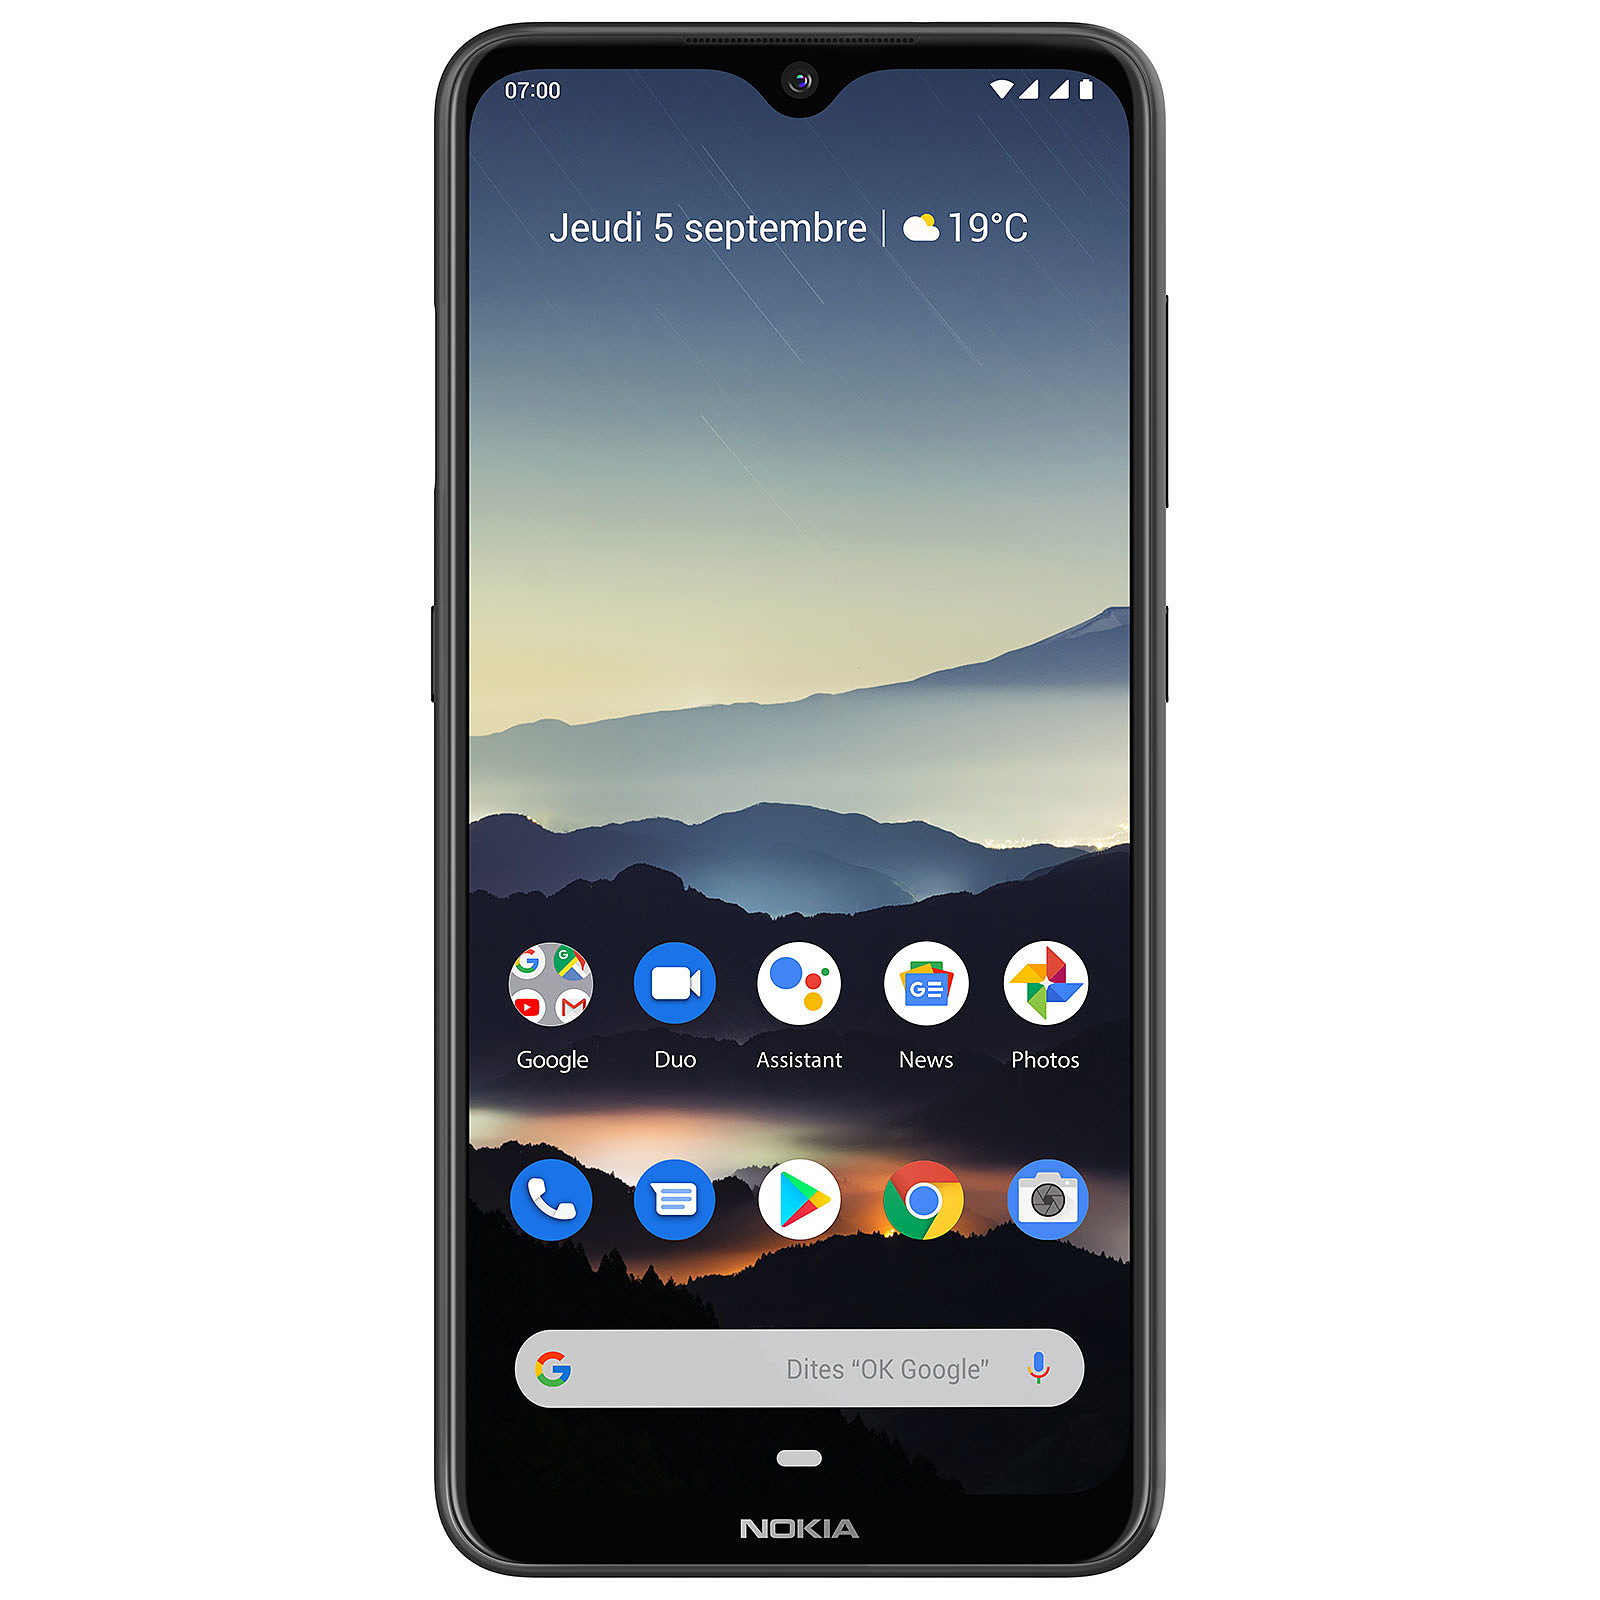 07:00
Jeudi 5 septembre | 19°C
Google Duo Assistant News Photos
Dites “OK Google”
NOKIA